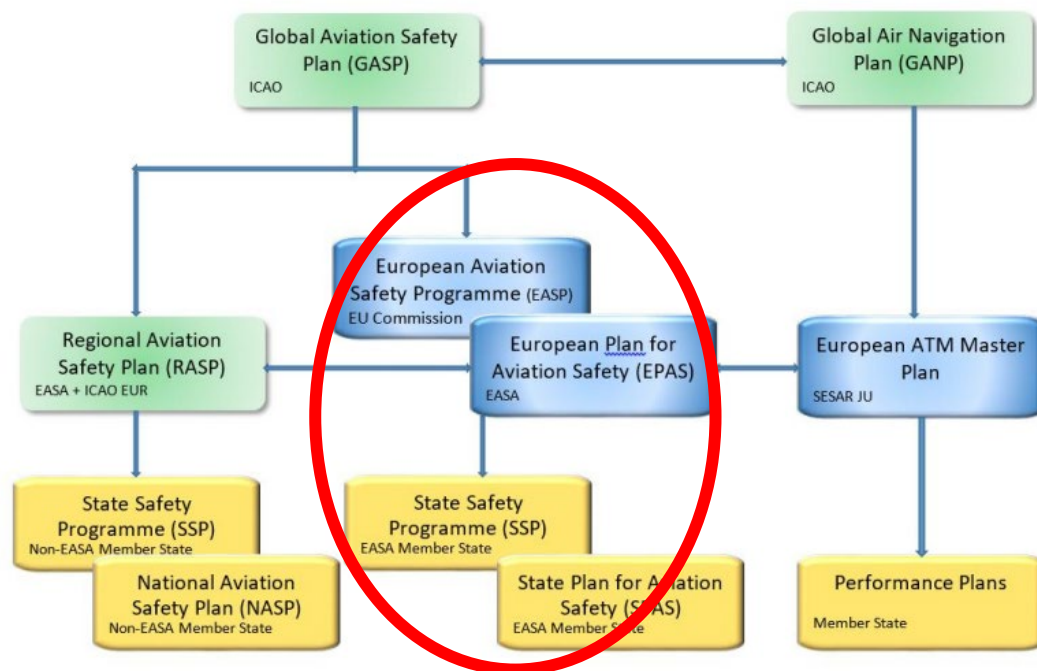 Global Aviation Safety
Plan (GASP)
ICAO
Global Air Navigation
Plan (GANP)
ICAO
European Aviation
Safety Programme (EASP)
EU Commission
Regional Aviation
Safety Plan (RASP)
EASA + ICAO EUR
European Plan for
Aviation Safety (EPAS)
EASA
European ATM Master
Plan
SESAR JU
State Safety
Programme (SSP)
Non-EASA Member State
National Aviation
Safety Plan (NASP)
Non-EASA Member State
State Safety
Programme (SSP)
EASA Member State
State Plan for Aviation
Safety (SPAS)
EASA Member State
Performance Plans
Member State